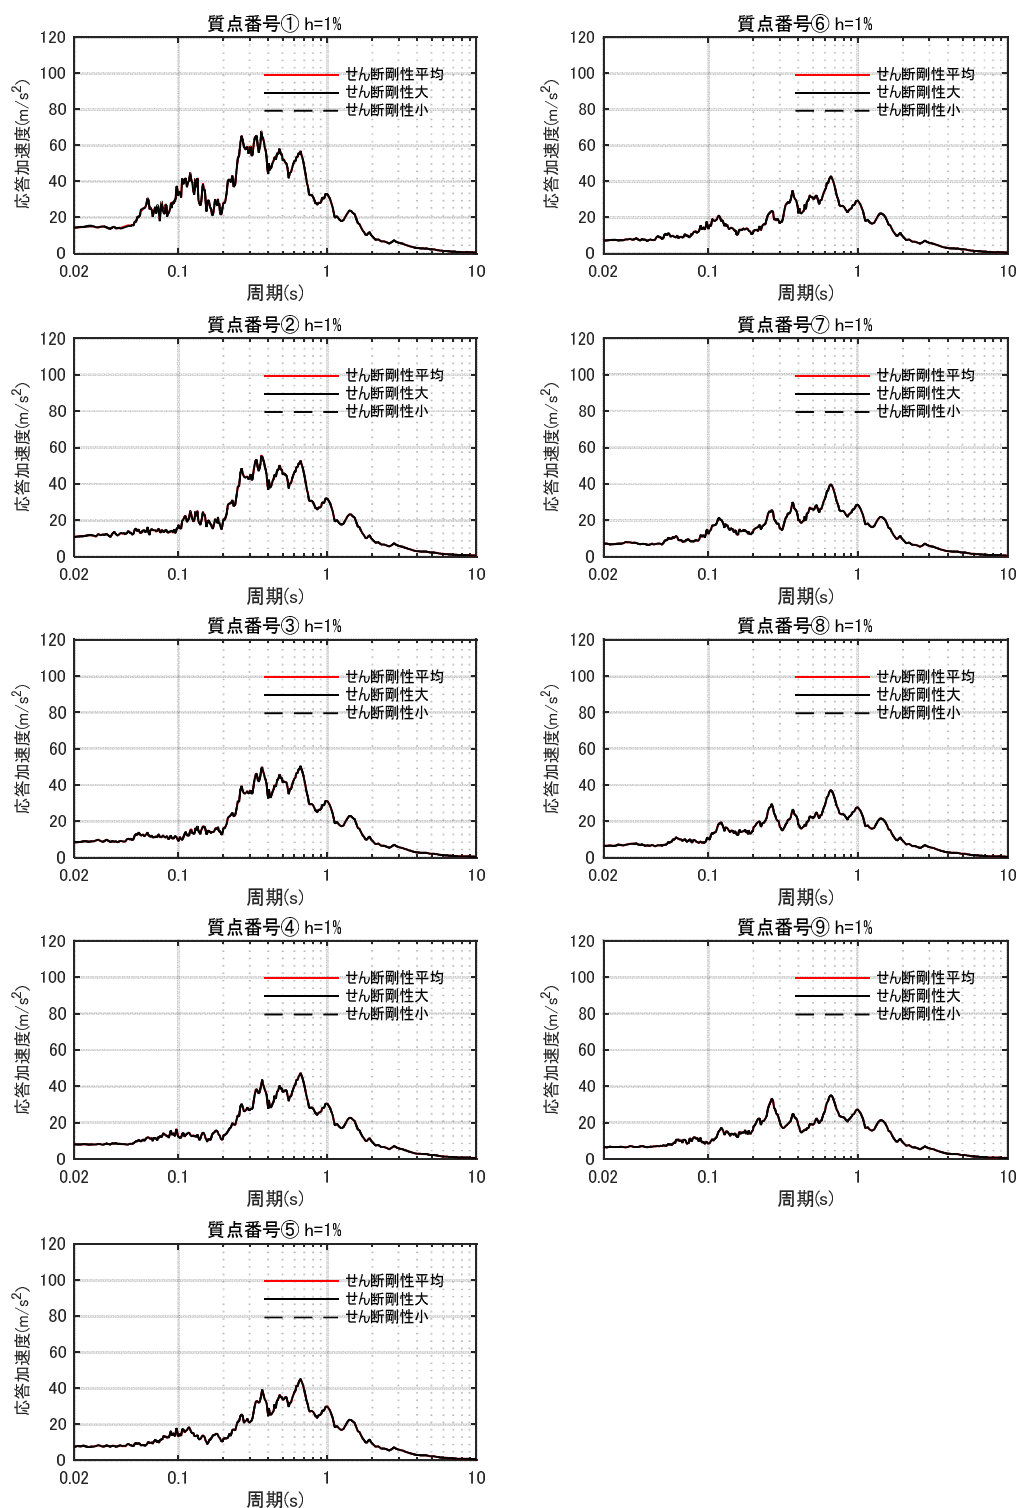 質点番号① h=1%
120
100
80
60
40
20
0
応答加速度(m/s²)
せん断剛性平均
せん断剛性大
せん断剛性小
0.02 0.1 1 10
周期(s)
質点番号② h=1%
120
100
80
60
40
20
0
応答加速度(m/s²)
せん断剛性平均
せん断剛性大
せん断剛性小
0.02 0.1 1 10
周期(s)
質点番号③ h=1%
120
100
80
60
40
20
0
応答加速度(m/s²)
せん断剛性平均
せん断剛性大
せん断剛性小
0.02 0.1 1 10
周期(s)
質点番号④ h=1%
120
100
80
60
40
20
0
応答加速度(m/s²)
せん断剛性平均
せん断剛性大
せん断剛性小
0.02 0.1 1 10
周期(s)
質点番号⑤ h=1%
120
100
80
60
40
20
0
応答加速度(m/s²)
せん断剛性平均
せん断剛性大
せん断剛性小
0.02 0.1 1 10
周期(s)
質点番号⑥ h=1%
120
100
80
60
40
20
0
応答加速度(m/s²)
せん断剛性平均
せん断剛性大
せん断剛性小
0.02 0.1 1 10
周期(s)
質点番号⑦ h=1%
120
100
80
60
40
20
0
応答加速度(m/s²)
せん断剛性平均
せん断剛性大
せん断剛性小
0.02 0.1 1 10
周期(s)
質点番号⑧ h=1%
120
100
80
60
40
20
0
応答加速度(m/s²)
せん断剛性平均
せん断剛性大
せん断剛性小
0.02 0.1 1 10
周期(s)
質点番号⑨ h=1%
120
100
80
60
40
20
0
応答加速度(m/s²)
せん断剛性平均
せん断剛性大
せん断剛性小
0.02 0.1 1 10
周期(s)